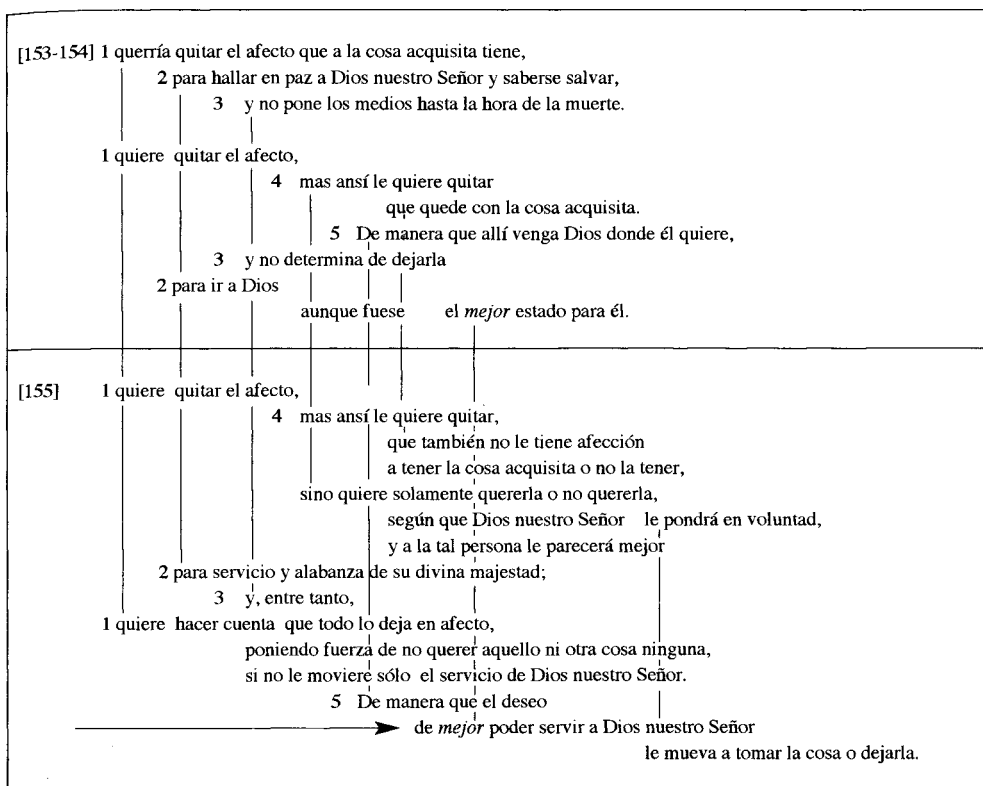 [153-154] 1 querría quitar el afecto que a la cosa acquisita tiene,
2 para hallar en paz a Dios nuestro Señor y saberse salvar,
3 y no pone los medios hasta la hora de la muerte.
1 quiere quitar el afecto,
4 mas ansí le quiere quitar
que quede con la cosa acquisita.
5 De manera que allí venga Dios donde él quiere,
3 y no determina de dejarla
2 para ir a Dios
aunque fuese el mejor estado para él.
[155] 1 quiere quitar el afecto,
4 mas ansí le quiere quitar,
que también no le tiene afección
a tener la cosa acquisita o no la tener,
sino quiere solamente quererla o no quererla,
según que Dios nuestro Señor le pondrá en voluntad,
y a la tal persona le parecerá mejor
2 para servicio y alabanza de su divina majestad;
3 y, entre tanto,
1 quiere hacer cuenta que todo lo deja en afecto,
poniendo fuerza de no querer aquello ni otra cosa ninguna,
si no le moviere sólo el servicio de Dios nuestro Señor.
5 De manera que el deseo
de mejor poder servir a Dios nuestro Señor
le mueva a tomar la cosa o dejarla.